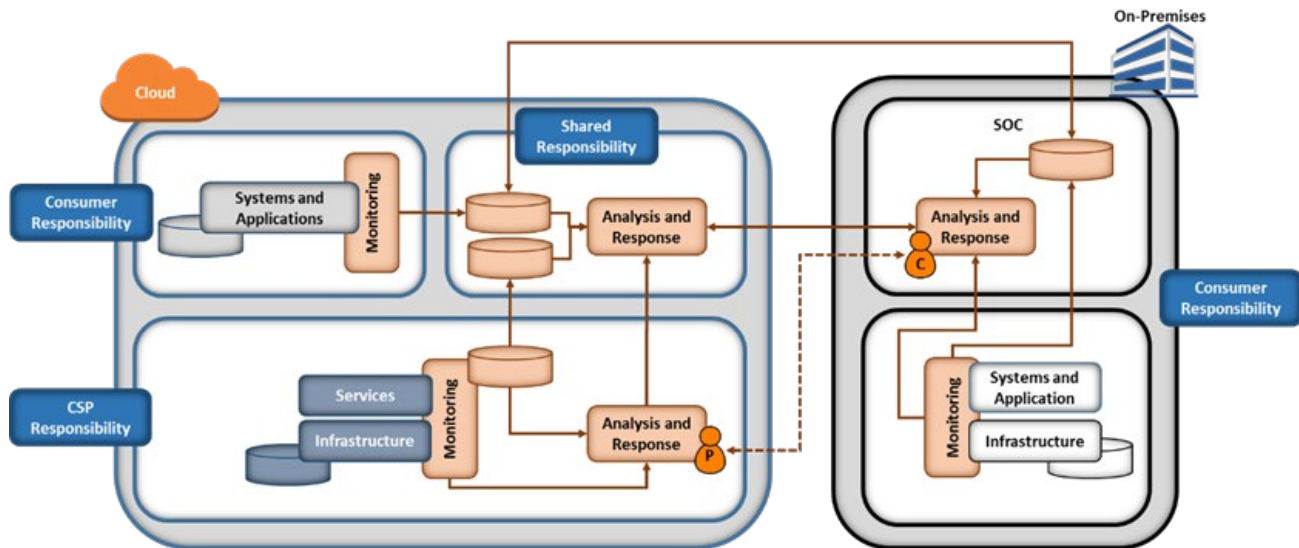 On-Premises
Cloud
Shared
Responsibility
SOC
Consumer
Responsibility
Systems and
Applications
Monitoring
Analysis and
Response
Analysis and
Response
C
Consumer
Responsibility
CSP
Responsibility
Services
Infrastructure
Monitoring
Analysis and
Response
P
Monitoring
Systems and
Application
Infrastructure